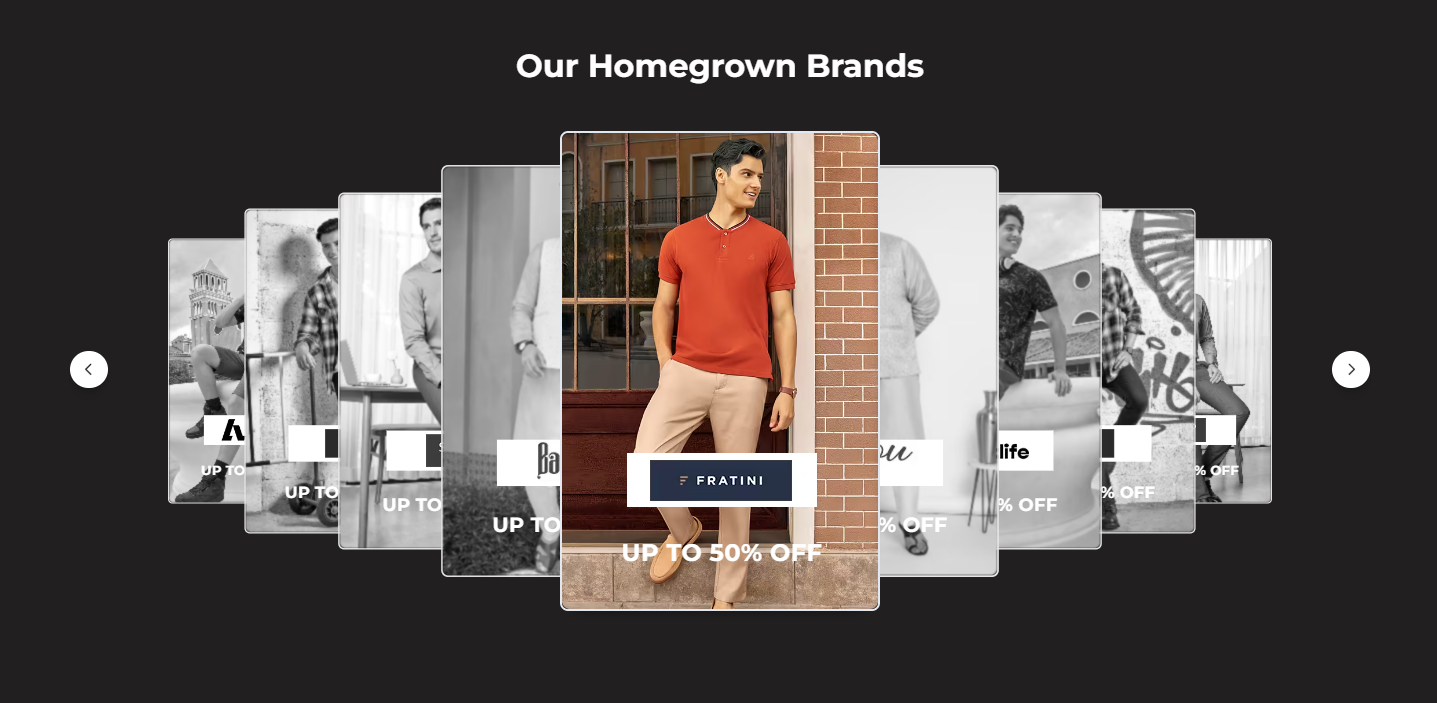 Our Homegrown Brands
FRATINI
UP TO 50% OFF
Ba
UP TO
% OFF
life
% OFF
UP TO
UP TO
% OFF
UP TO
% OFF